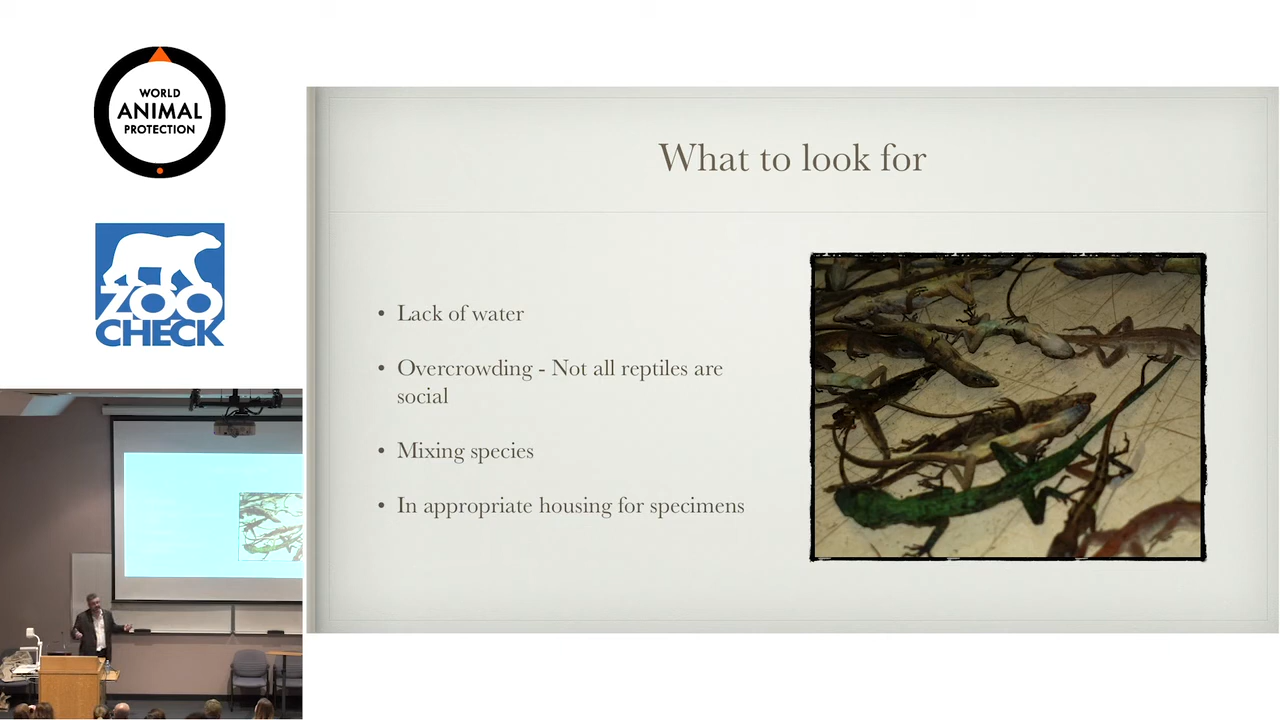 WORLD
ANIMAL
PROTECTION
ZOO
CHECK
What to look for
• Lack of water
• Overcrowding - Not all reptiles are
social
• Mixing species
• In appropriate housing for specimens